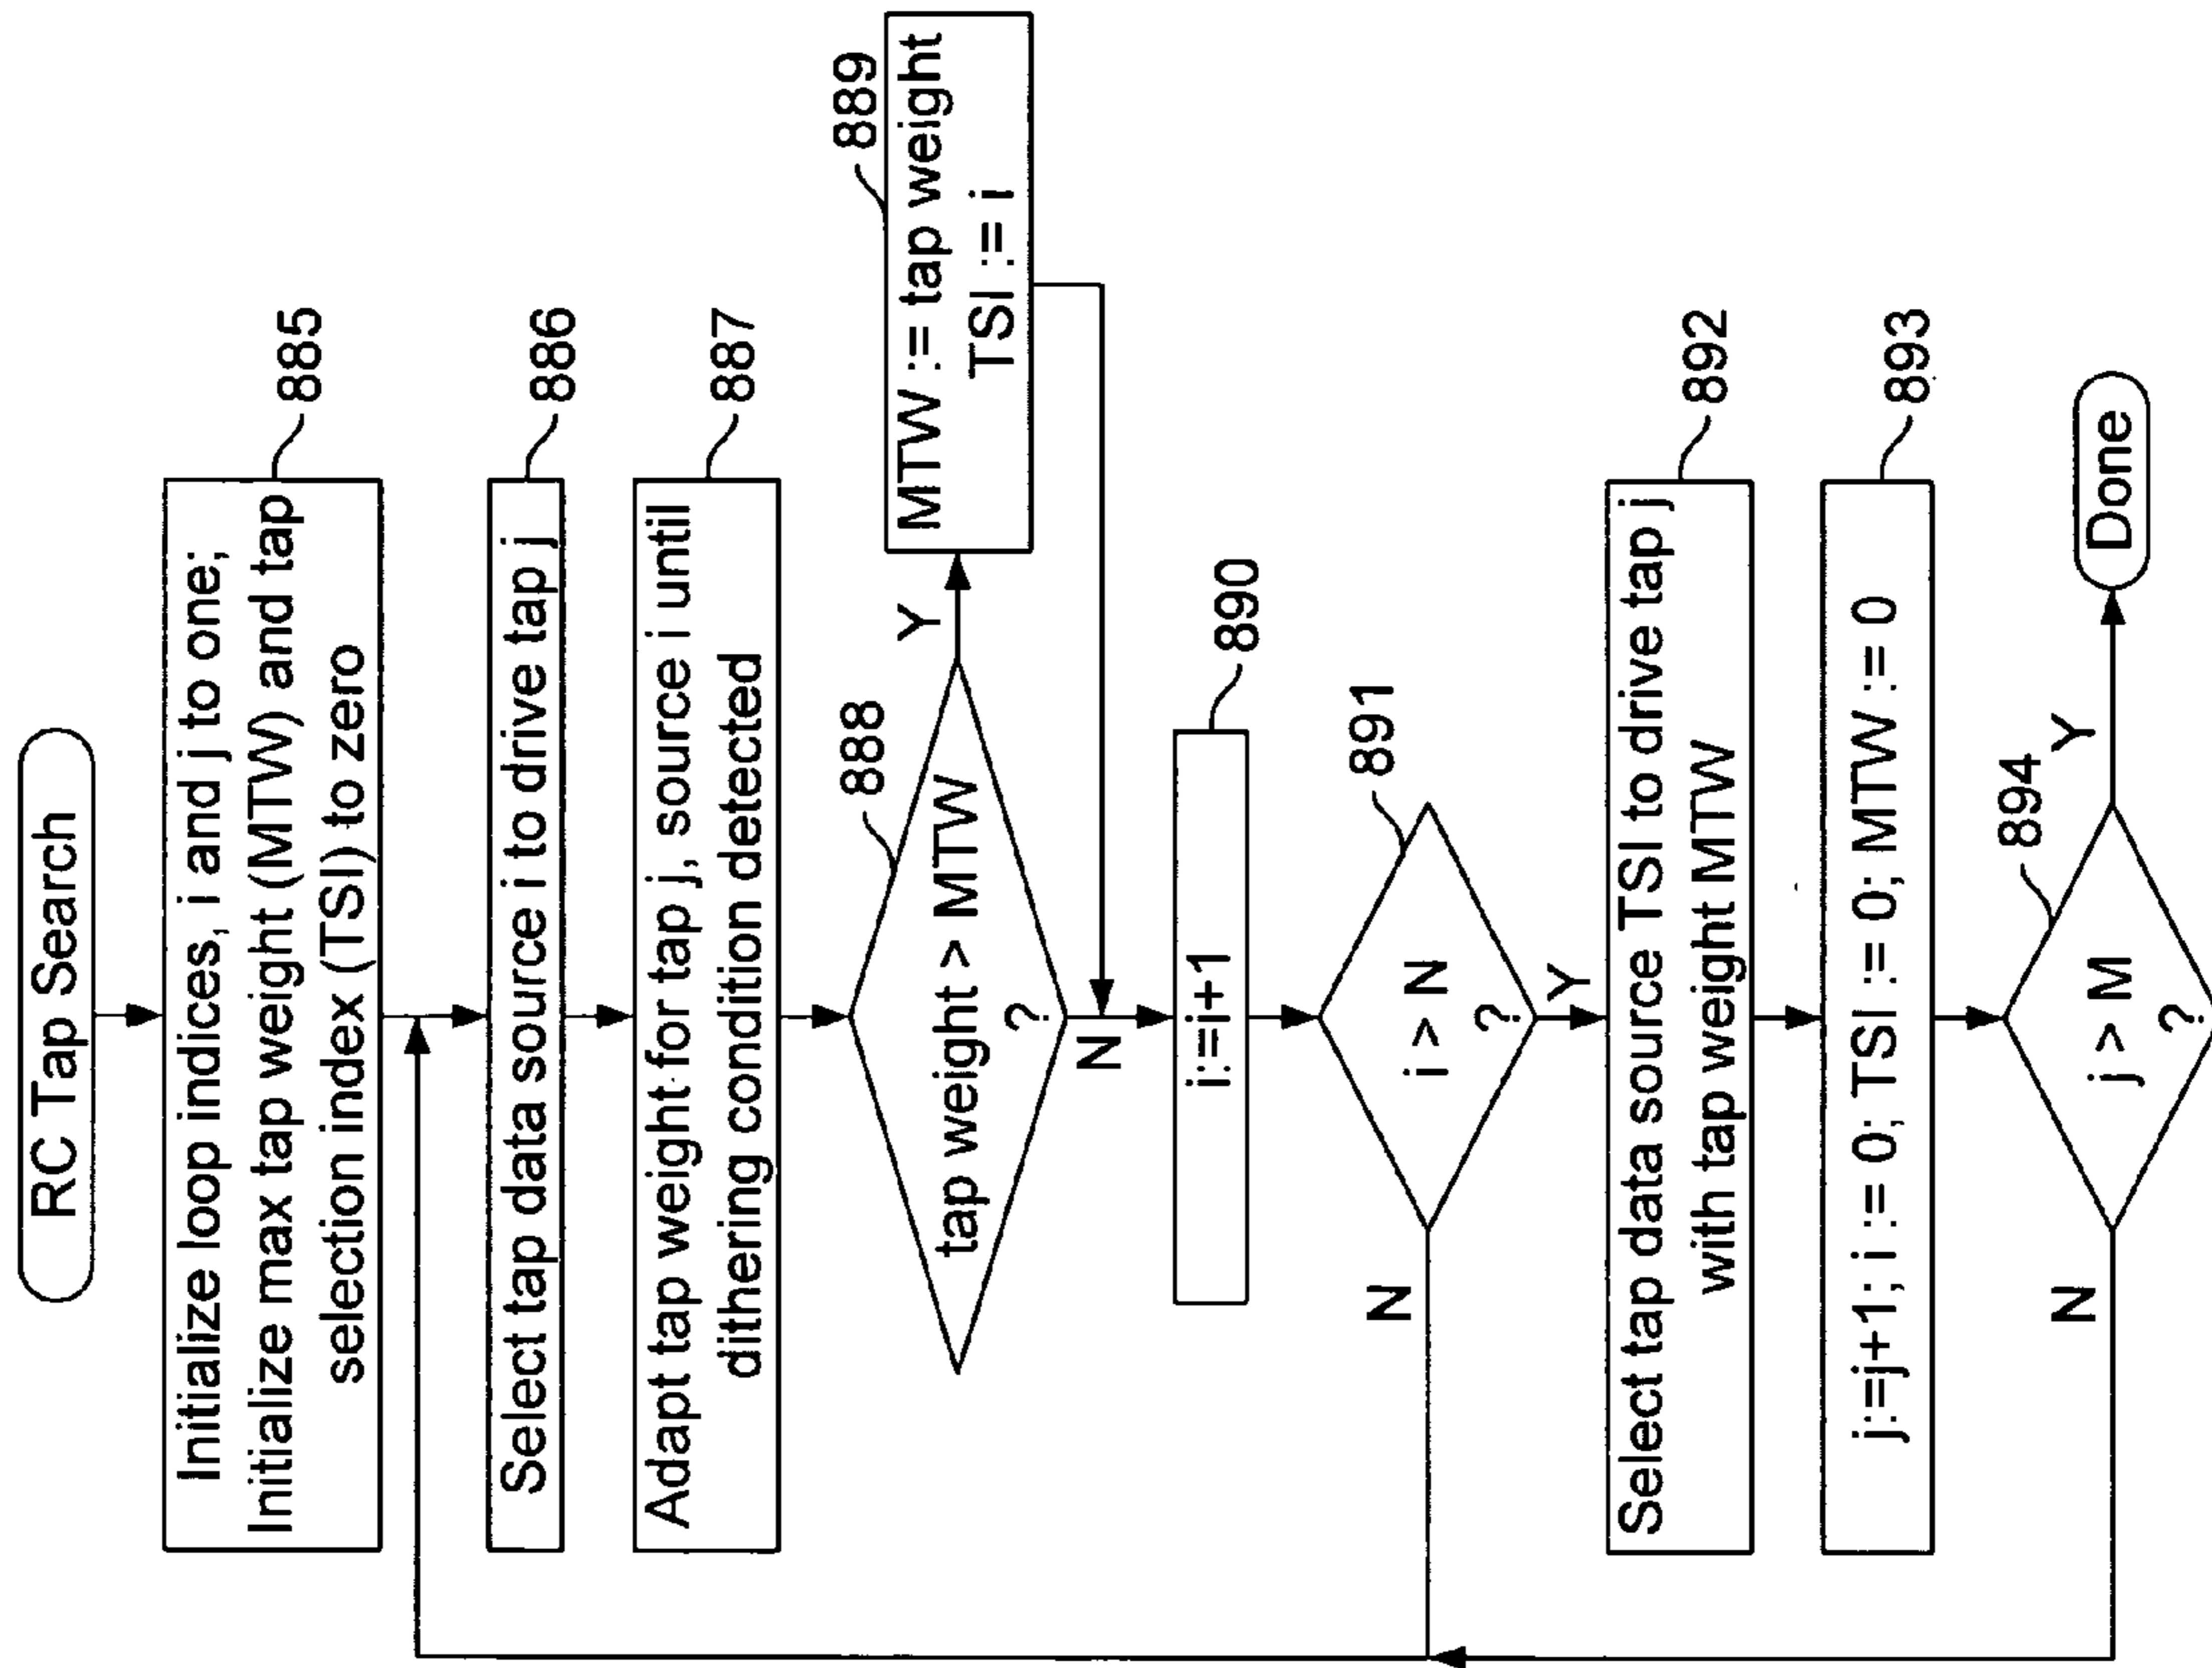 RC Tap Search
Initialize loop indices, i and j to one;
Initialize max tap weight (MTW) and tap
selection index (TSI) to zero
885
Select tap data source i to drive tap j
886
Adapt tap weight for tap j, source i until
dithering condition detected
887
tap weight > MTW
?
888
Y
N
MTW := tap weight
TSI := i
889
i:=i+1
890
i > N
?
891
N
Y
Select tap data source TSI to drive tap j
with tap weight MTW
892
j:=j+1; i := 0; TSI := 0; MTW := 0
893
j > M
?
894
N
Y
Done